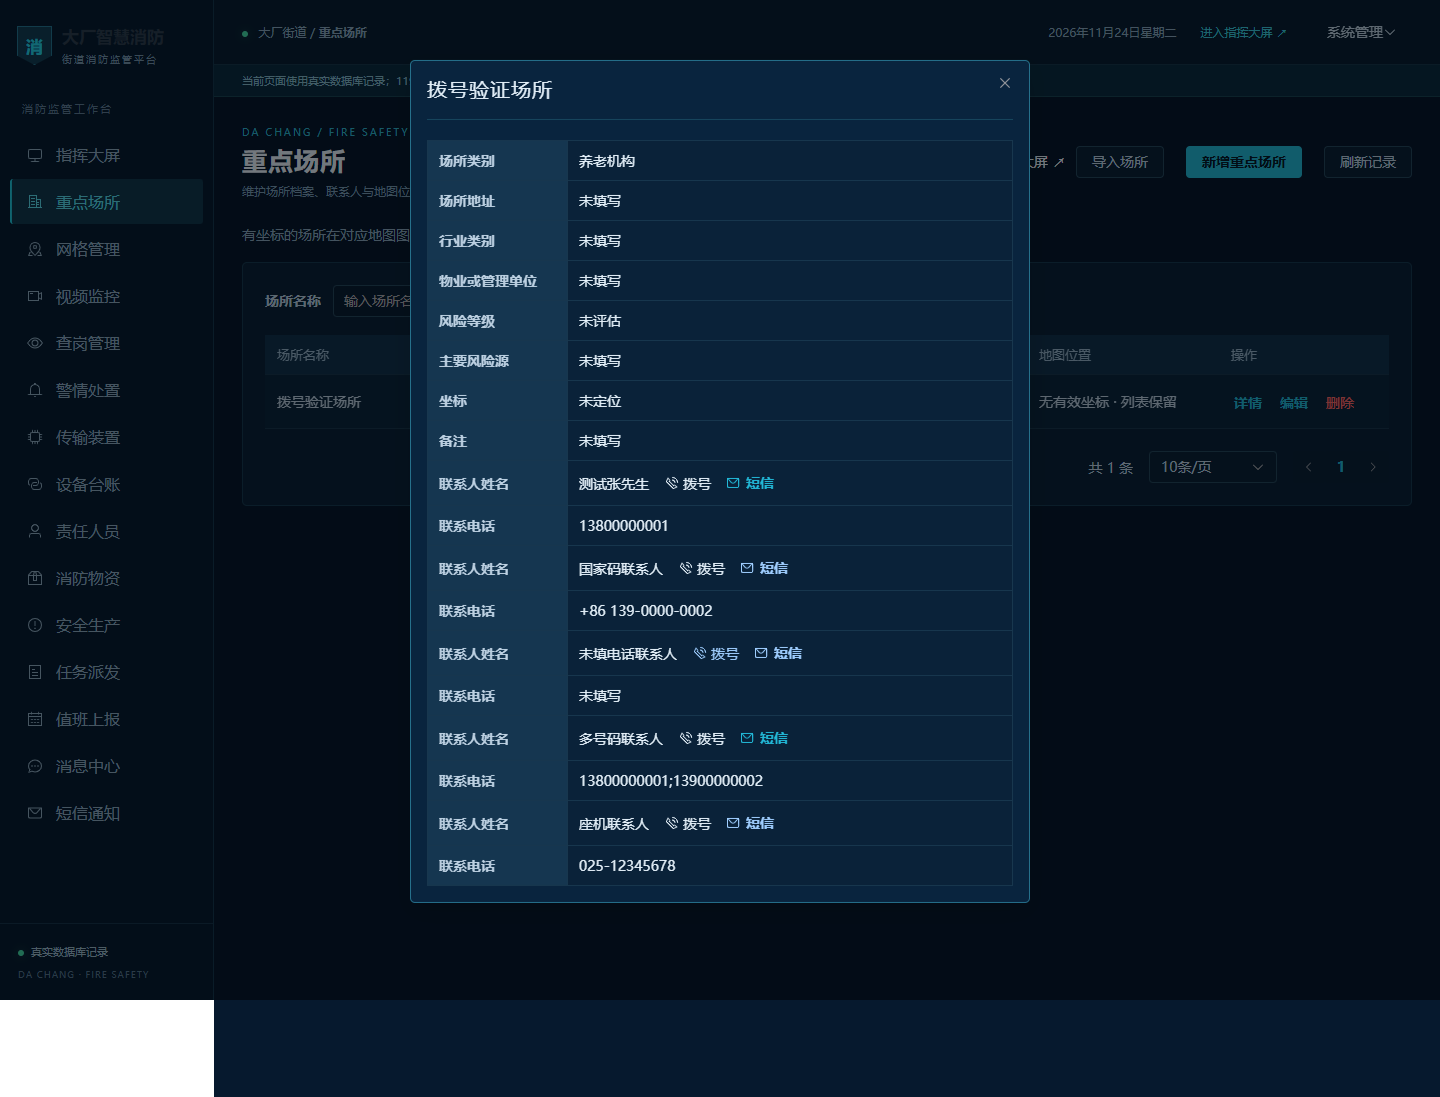 消
大厂智慧消防
街道消防监管平台
消防监管工作台
指挥大屏
重点场所
网格管理
视频监控
查岗管理
警情处置
传输装置
设备台账
责任人员
消防物资
安全生产
任务派发
值班上报
消息中心
短信通知
真实数据库记录
DA CHANG · FIRE SAFETY
大厂街道 / 重点场所
2026年11月24日星期二
进入指挥大屏 ↗
系统管理
当前页面使用真实数据库记录; 11
DA CHANG / FIRE SAFETY
重点场所
维护场所档案、联系人与地图位
大屏 ↗
导入场所
新增重点场所
刷新记录
有坐标的场所在对应地图图
场所名称
输入场所名
场所名称
地图位置
操作
拨号验证场所
无有效坐标 · 列表保留
详情
编辑
删除
共 1 条
10条/页
1
拨号验证场所
场所类别 养老机构
场所地址 未填写
行业类别 未填写
物业或管理单位 未填写
风险等级 未评估
主要风险源 未填写
坐标 未定位
备注 未填写
联系人姓名 测试张先生 拨号 短信
联系电话 13800000001
联系人姓名 国家码联系人 拨号 短信
联系电话 +86 139-0000-0002
联系人姓名 未填电话联系人 拨号 短信
联系电话 未填写
联系人姓名 多号码联系人 拨号 短信
联系电话 13800000001;13900000002
联系人姓名 座机联系人 拨号 短信
联系电话 025-12345678